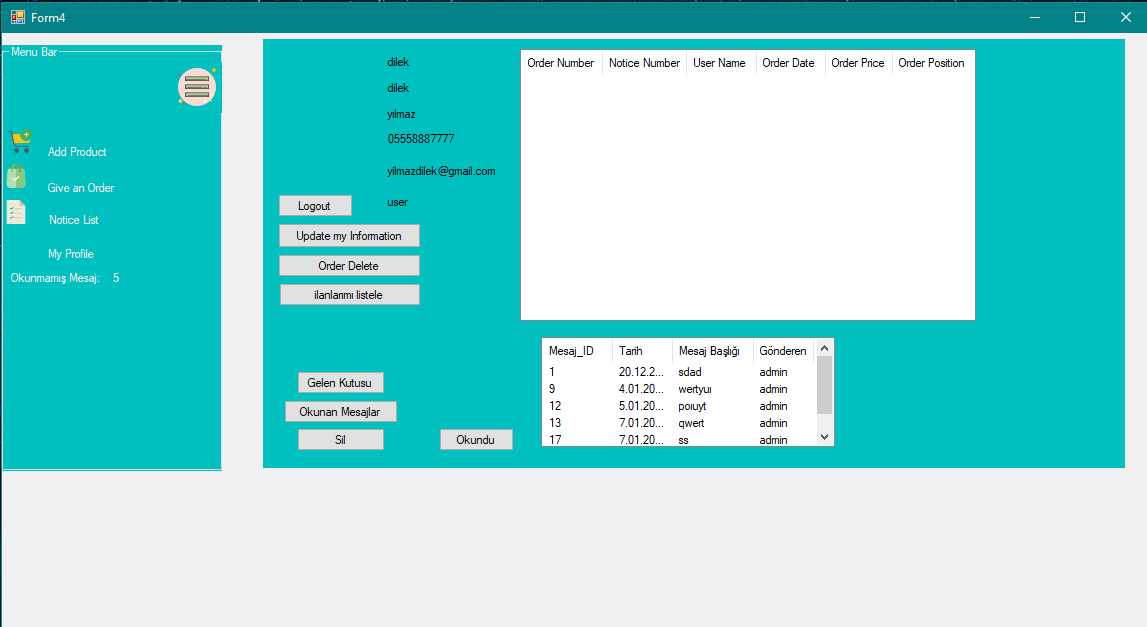 Form4
Menu Bar
Add Product
Give an Order
Notice List
My Profile
Okunmamış Mesaj: 5
dilek
dilek
yılmaz
05558887777
yilmazdilek@gmail.com
user
Logout
Update my Information
Order Delete
ilanlarımı listele
Order Number Notice Number User Name Order Date Order Price Order Position
Gelen Kutusu
Okunan Mesajlar
Sil
Okundu
Mesaj_ID Tarih Mesaj Başlığı Gönderen
1 20.12.2... sdad admin
9 4.01.20... wertyuı admin
12 5.01.20... poıuyt admin
13 7.01.20... qwert admin
17 7.01.20... ss admin